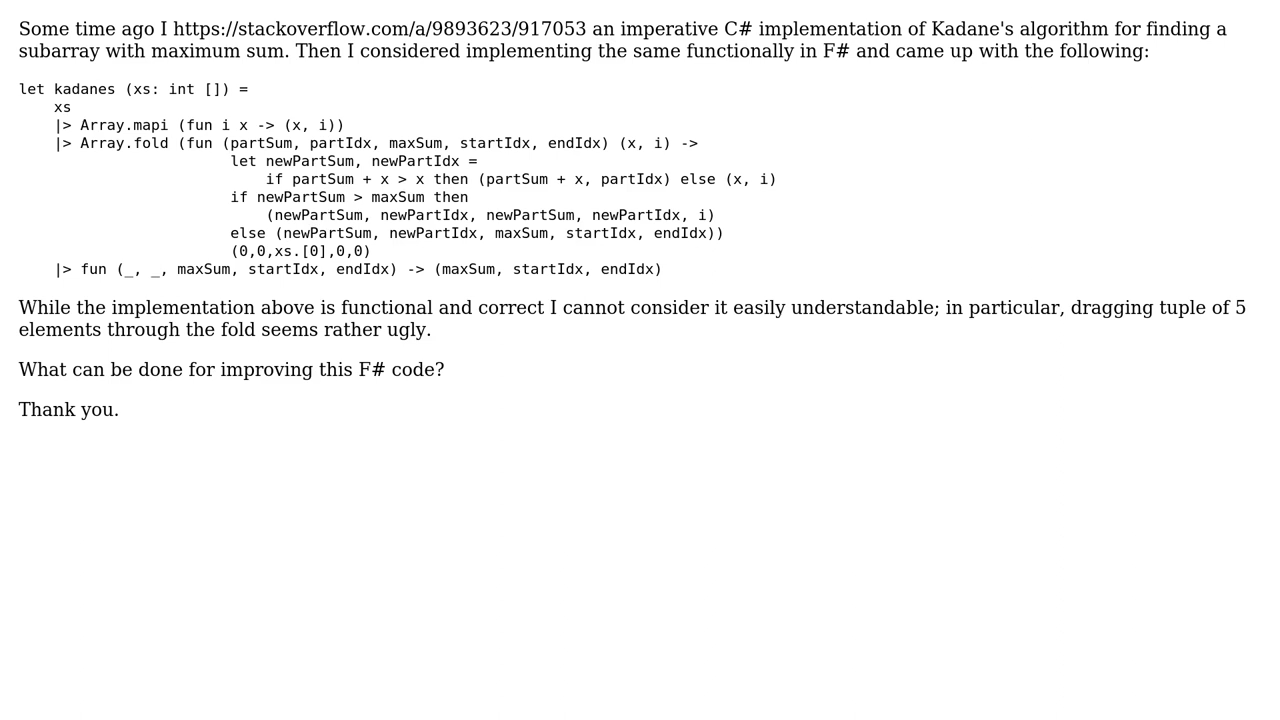 Some time ago I https://stackoverflow.com/a/9893623/917053 an imperative C# implementation of Kadane's algorithm for finding a
subarray with maximum sum. Then I considered implementing the same functionally in F# and came up with the following:
let kadanes (xs: int []) =
    xs
    |> Array.mapi (fun i x -> (x, i))
    |> Array.fold (fun (partSum, partIdx, maxSum, startIdx, endIdx) (x, i) ->
                        let newPartSum, newPartIdx =
                            if partSum + x > x then (partSum + x, partIdx) else (x, i)
                        if newPartSum > maxSum then
                            (newPartSum, newPartIdx, newPartSum, newPartIdx, i)
                        else (newPartSum, newPartIdx, maxSum, startIdx, endIdx))
                        (0,0,xs.[0],0,0)
    |> fun (_, _, maxSum, startIdx, endIdx) -> (maxSum, startIdx, endIdx)
While the implementation above is functional and correct I cannot consider it easily understandable; in particular, dragging tuple of 5
elements through the fold seems rather ugly.
What can be done for improving this F# code?
Thank you.